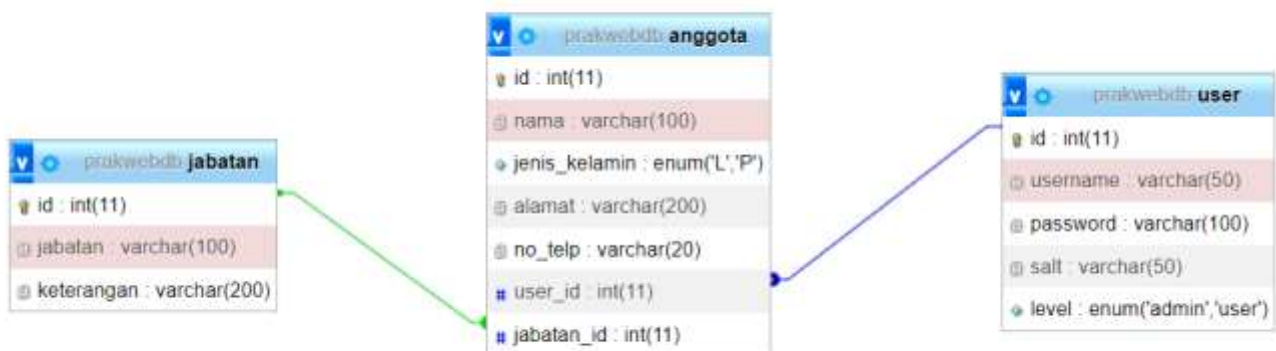 prakwebdb jabatan
id : int(11)
jabatan : varchar(100)
keterangan : varchar(200)
prakwebdb anggota
id : int(11)
nama : varchar(100)
jenis_kelamin : enum('L','P')
alamat : varchar(200)
no_telp : varchar(20)
user_id : int(11)
jabatan_id : int(11)
prakwebdb user
id : int(11)
username : varchar(50)
password : varchar(100)
salt : varchar(50)
level : enum('admin','user')